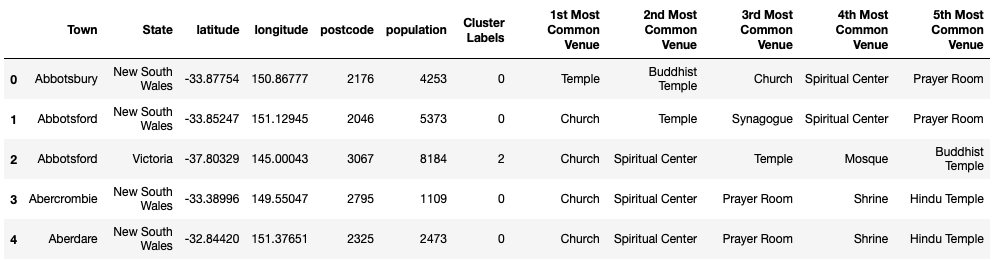 Town State latitude longitude postcode population Cluster Labels 1st Most Common Venue 2nd Most Common Venue 3rd Most Common Venue 4th Most Common Venue 5th Most Common Venue
0 Abbotsbury New South Wales -33.87754 150.86777 2176 4253 0 Temple Buddhist Temple Church Spiritual Center Prayer Room
1 Abbotsford New South Wales -33.85247 151.12945 2046 5373 0 Church Temple Synagogue Spiritual Center Prayer Room
2 Abbotsford Victoria -37.80329 145.00043 3067 8184 2 Church Spiritual Center Temple Mosque Buddhist Temple
3 Abercrombie New South Wales -33.38996 149.55047 2795 1109 0 Church Spiritual Center Prayer Room Shrine Hindu Temple
4 Aberdare New South Wales -32.84420 151.37651 2325 2473 0 Church Spiritual Center Prayer Room Shrine Hindu Temple